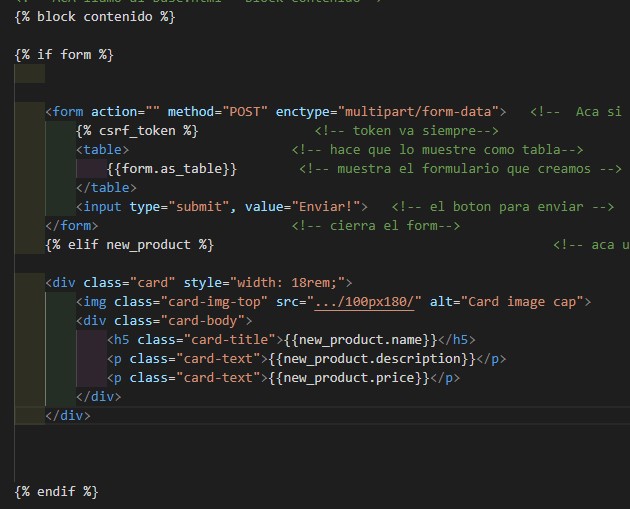 {% block contenido %}
{% if form %}
<form action="" method="POST" enctype="multipart/form-data">   <!--  Aca si
{% csrf_token %}               <!-- token va siempre-->
<table>                     <!-- hace que lo muestre como tabla-->
{{form.as_table}}        <!-- muestra el formulario que creamos -->
</table>
<input type="submit", value="Enviar!">   <!-- el boton para enviar -->
</form>                         <!-- cierra el form-->
{% elif new_product %}                                            <!-- aca u
<div class="card" style="width: 18rem;">
<img class="card-img-top" src=".../100px180/" alt="Card image cap">
<div class="card-body">
<h5 class="card-title">{{new_product.name}}</h5>
<p class="card-text">{{new_product.description}}</p>
<p class="card-text">{{new_product.price}}</p>
</div>
</div>
{% endif %}